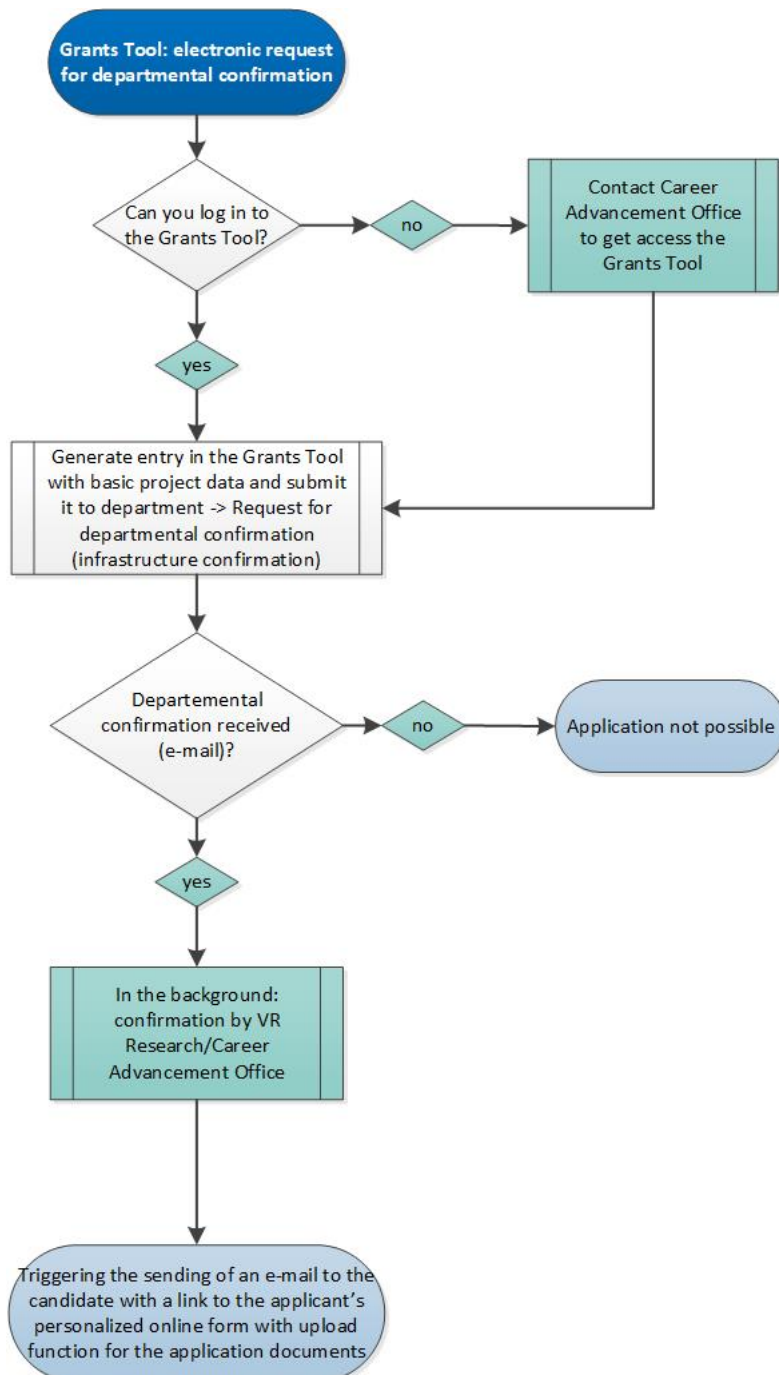 Grants Tool: electronic request
for departmental confirmation
Can you log in to
the Grants Tool?
no
Contact Career
Advancement Office
to get access the
Grants Tool
yes
Generate entry in the Grants Tool
with basic project data and submit
it to department -> Request for
departmental confirmation
(infrastructure confirmation)
Departemental
confirmation received
(e-mail)?
no
Application not possible
yes
In the background:
confirmation by VR
Research/Career
Advancement Office
Triggering the sending of an e-mail to the
candidate with a link to the applicant's
personalized online form with upload
function for the application documents